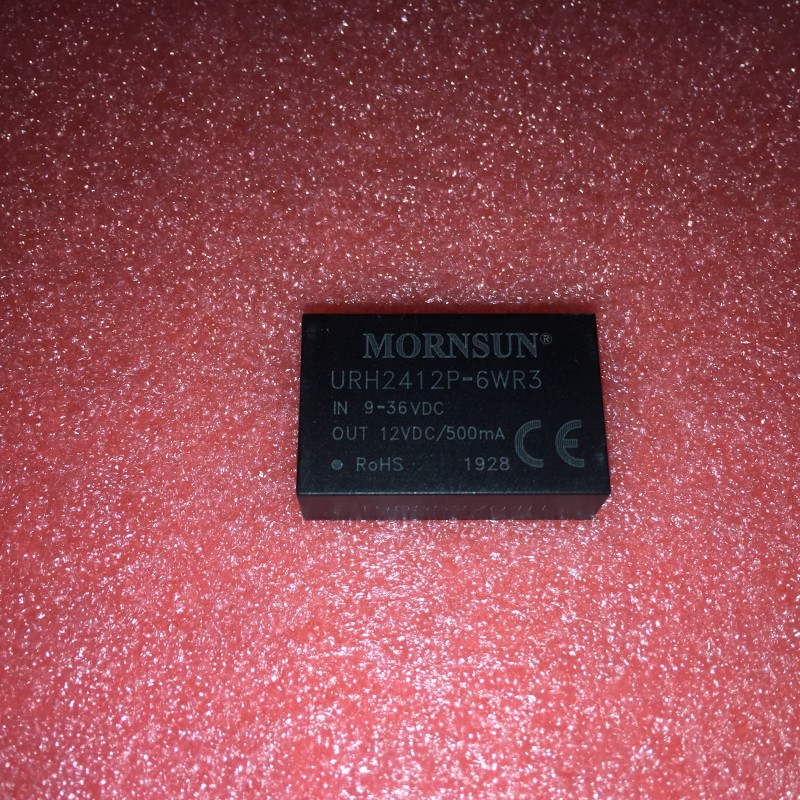 MORNSUN®
URH2412P-6WR3
IN 9-36VDC
OUT 12VDC/500mA
CE
RoHS 1928